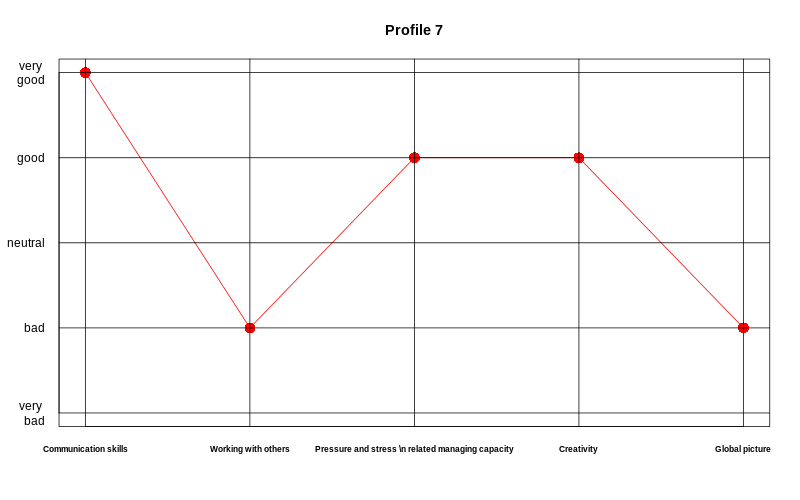 Profile 7
very
good
good
neutral
bad
very
bad
Communication skills
Working with others
Pressure and stress \n related managing capacity
Creativity
Global picture